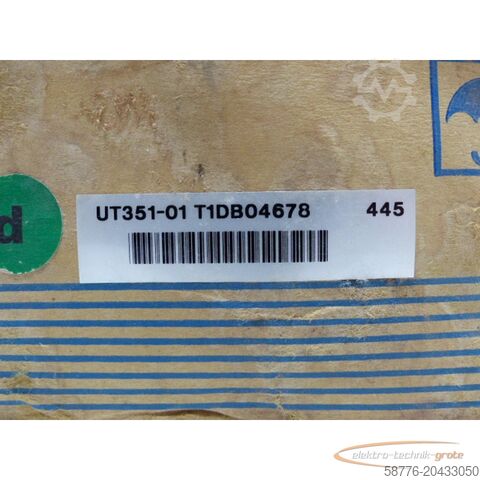 d
UT351-01 T1DB04678 445
elektro-technik-grote
58776-20433050